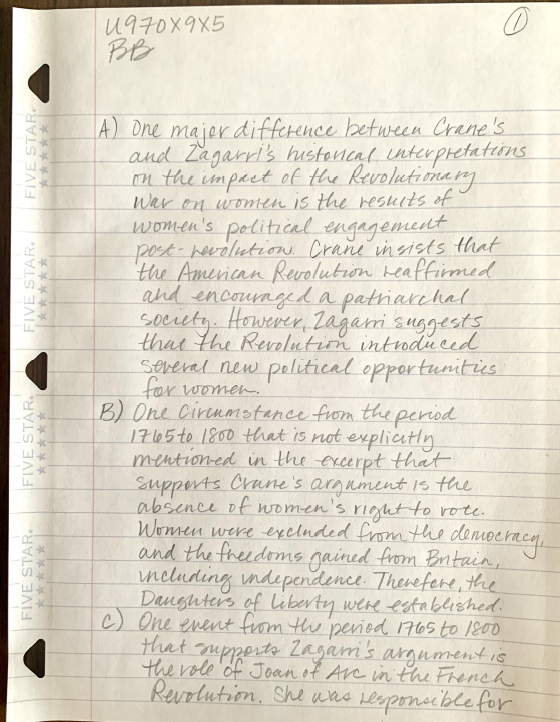 U970X9X5
BB
1
A) One major difference between Crane's
and Zagarri's historical interpretations
on the impact of the Revolutionary
War on women is the results of
women's political engagement
post-revolution. Crane insists that
the American Revolution reaffirmed
and encouraged a patriarchal
society. However, Zagarri suggests
that the Revolution introduced
several new political opportunities
for women.
B) One Circumstance from the period
1765 to 1800 that is not explicitly
mentioned in the excerpt that
supports Crane's argument is the
absence of women's right to vote.
Women were excluded from the democracy,
and the freedoms gained from Britain,
including independence. Therefore, the
Daughters of Liberty were established.
C) One event from the period 1765 to 1800
that supports Zagarri's argument is
the role of Joan of Arc in the French
Revolution. She was responsible for
FIVE STAR.
FIVE STAR.
FIVE STAR.
FIVE STAR.